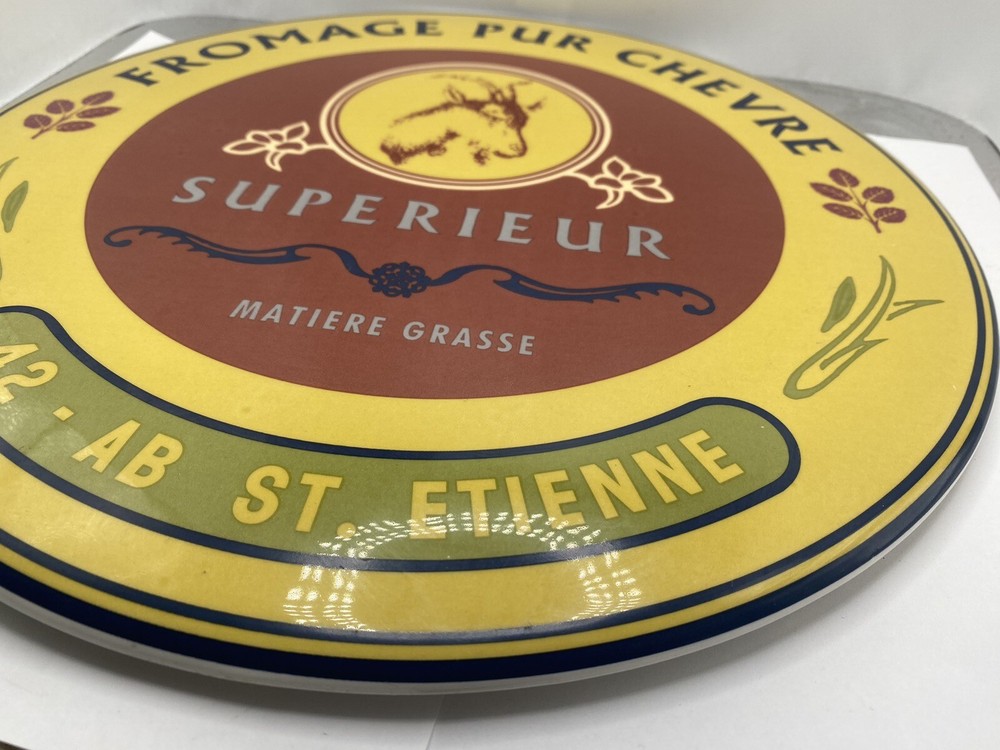 FROMAGE PUR CHEVRE
SUPERIEUR
MATIERE GRASSE
42 - AB ST. ETIENNE